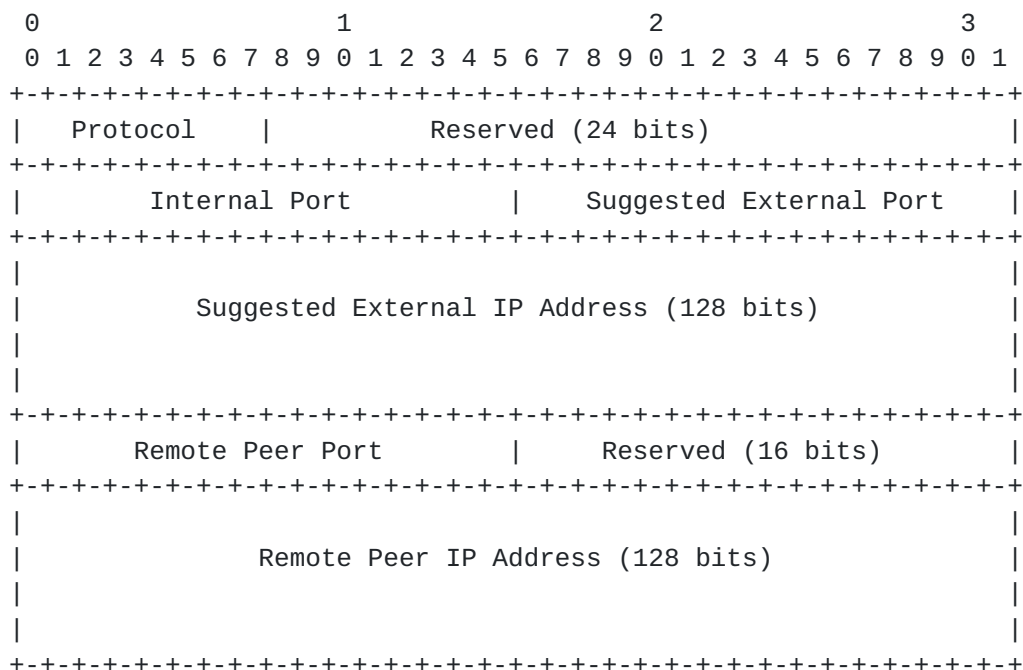 0                   1                   2                   3
 0 1 2 3 4 5 6 7 8 9 0 1 2 3 4 5 6 7 8 9 0 1 2 3 4 5 6 7 8 9 0 1
+-+-+-+-+-+-+-+-+-+-+-+-+-+-+-+-+-+-+-+-+-+-+-+-+-+-+-+-+-+-+-+-+
|   Protocol    |          Reserved (24 bits)                   |
+-+-+-+-+-+-+-+-+-+-+-+-+-+-+-+-+-+-+-+-+-+-+-+-+-+-+-+-+-+-+-+-+
|        Internal Port          |    Suggested External Port    |
+-+-+-+-+-+-+-+-+-+-+-+-+-+-+-+-+-+-+-+-+-+-+-+-+-+-+-+-+-+-+-+-+
|                                                               |
|           Suggested External IP Address (128 bits)            |
|                                                               |
|                                                               |
+-+-+-+-+-+-+-+-+-+-+-+-+-+-+-+-+-+-+-+-+-+-+-+-+-+-+-+-+-+-+-+-+
|       Remote Peer Port        |     Reserved (16 bits)        |
+-+-+-+-+-+-+-+-+-+-+-+-+-+-+-+-+-+-+-+-+-+-+-+-+-+-+-+-+-+-+-+-+
|                                                               |
|               Remote Peer IP Address (128 bits)               |
|                                                               |
|                                                               |
+-+-+-+-+-+-+-+-+-+-+-+-+-+-+-+-+-+-+-+-+-+-+-+-+-+-+-+-+-+-+-+-+